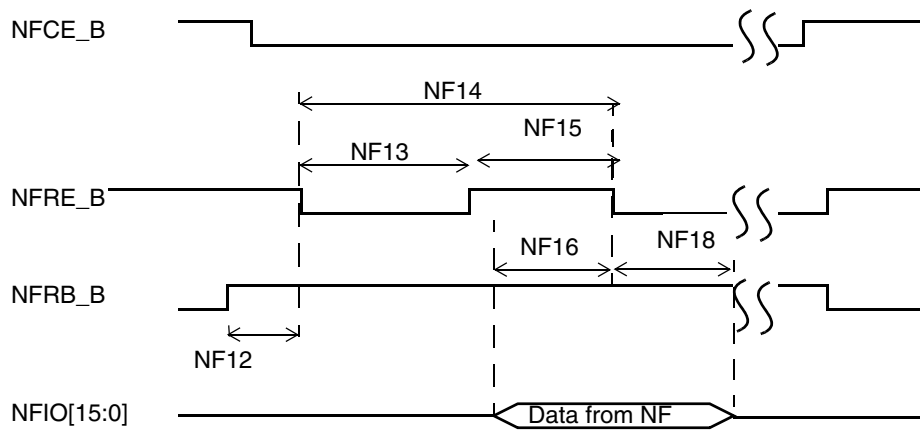 NFCE_B
NF14
NF15
NF13
NFRE_B
NF16
NF18
NFRB_B
NF12
NFIO[15:0]
Data from NF